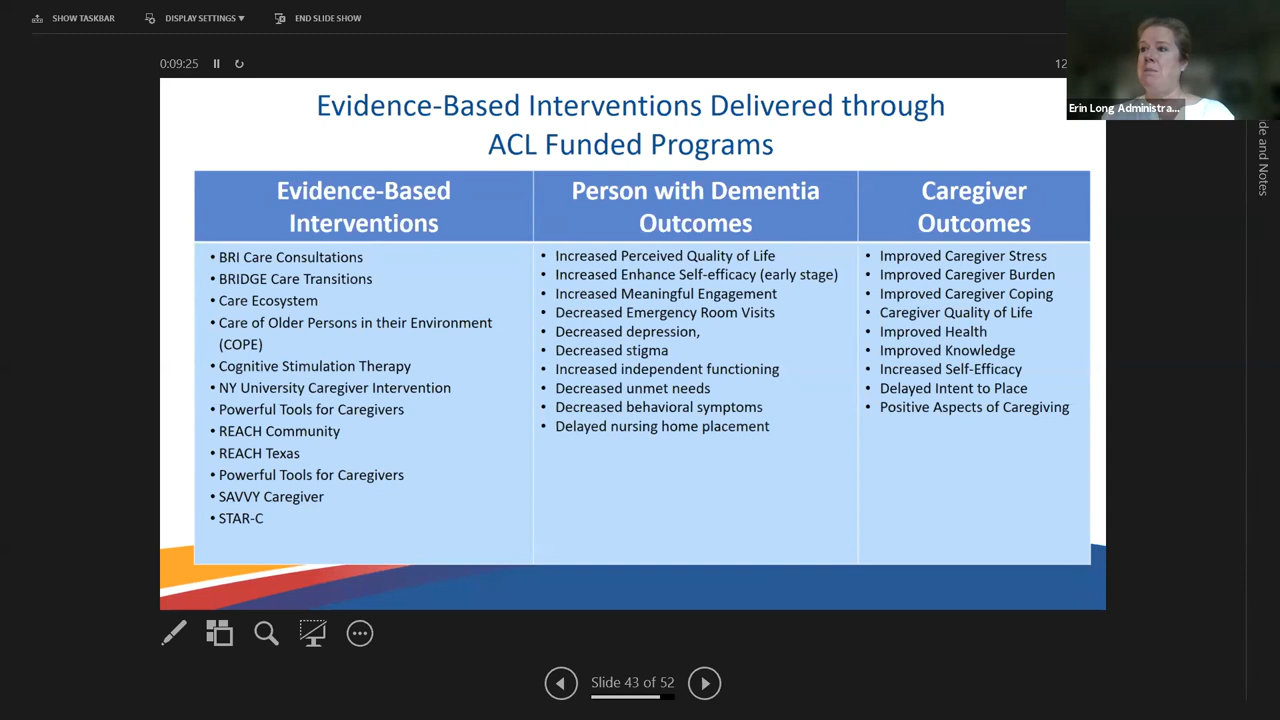 SHOW TASKBAR
DISPLAY SETTINGS ▼
END SLIDE SHOW
0:09:25
12
Erin Long Administra...
Evidence-Based Interventions Delivered through
ACL Funded Programs
Evidence-Based
Interventions
• BRI Care Consultations
• BRIDGE Care Transitions
• Care Ecosystem
• Care of Older Persons in their Environment
(COPE)
• Cognitive Stimulation Therapy
• NY University Caregiver Intervention
• Powerful Tools for Caregivers
• REACH Community
• REACH Texas
• Powerful Tools for Caregivers
• SAVVY Caregiver
• STAR-C
Person with Dementia
Outcomes
• Increased Perceived Quality of Life
• Increased Enhance Self-efficacy (early stage)
• Increased Meaningful Engagement
• Decreased Emergency Room Visits
• Decreased depression,
• Decreased stigma
• Increased independent functioning
• Decreased unmet needs
• Decreased behavioral symptoms
• Delayed nursing home placement
Caregiver
Outcomes
• Improved Caregiver Stress
• Improved Caregiver Burden
• Improved Caregiver Coping
• Caregiver Quality of Life
• Improved Health
• Improved Knowledge
• Increased Self-Efficacy
• Delayed Intent to Place
• Positive Aspects of Caregiving
de and Notes
Slide 43 of 52